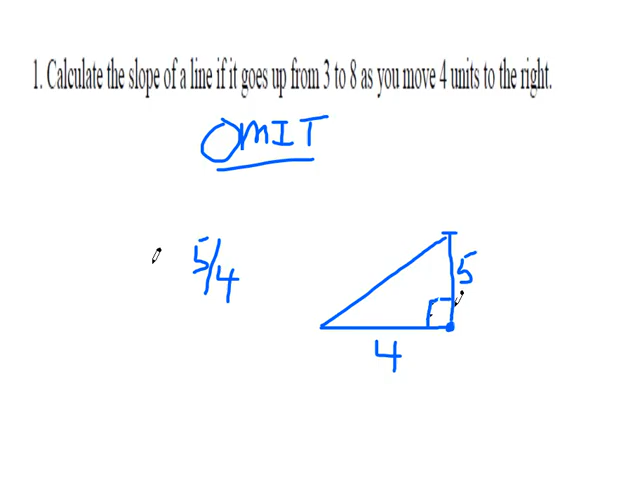 1. Calculate the slope of a line if it goes up from 3 to 8 as you move 4 units to the right.
OMIT
5/4
5
4